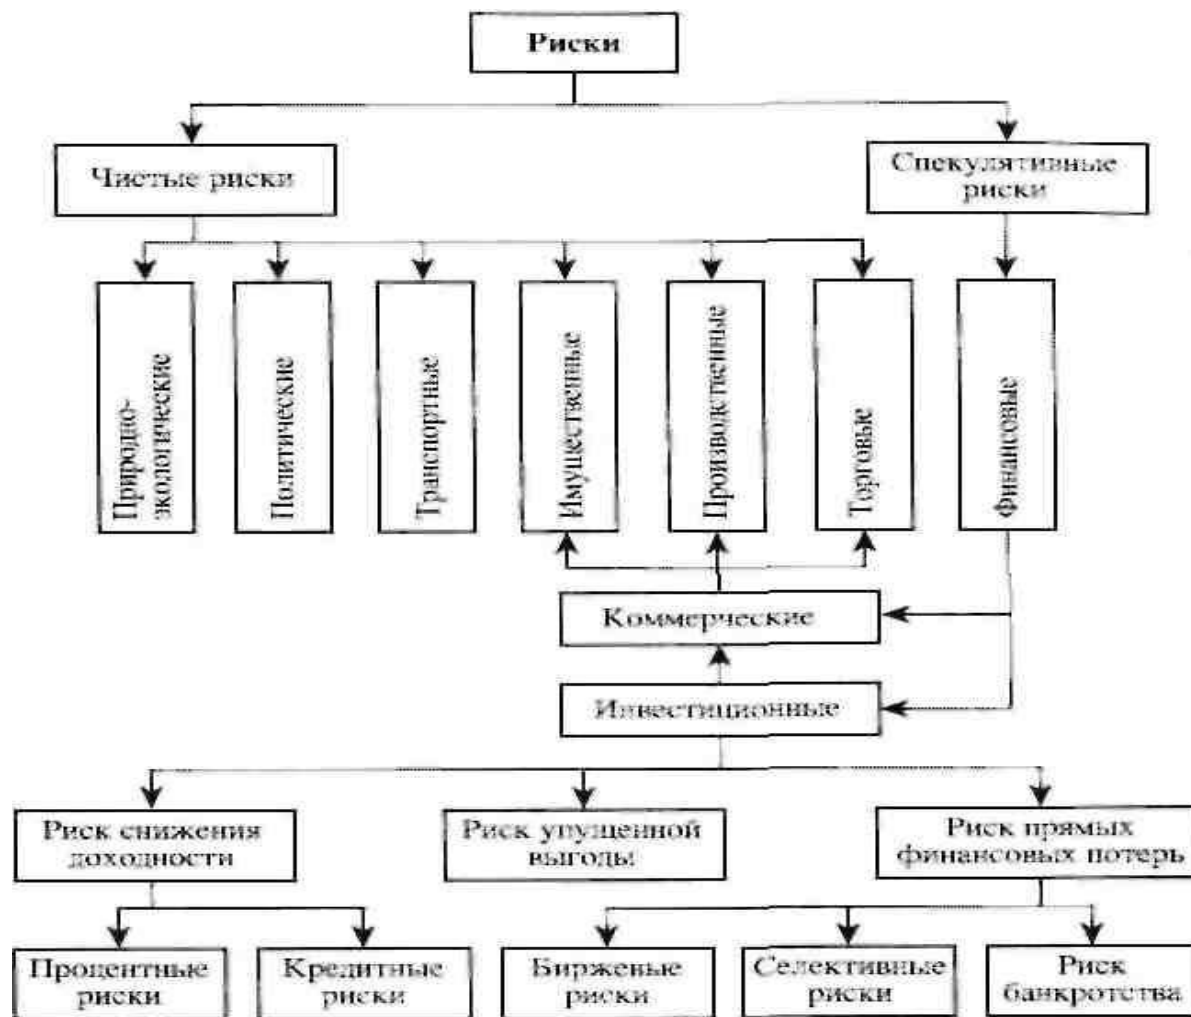 Риски
Чистые риски
Спекулятивные
риски
Природно-
экологические
Политические
Транспортные
Имущественные
Производственные
Торговые
Финансовые
Коммерческие
Инвестиционные
Риск снижения
доходности
Риск упущенной
выгоды
Риск прямых
финансовых потерь
Процентные
риски
Кредитные
риски
Биржевые
риски
Селективные
риски
Риск
банкротства